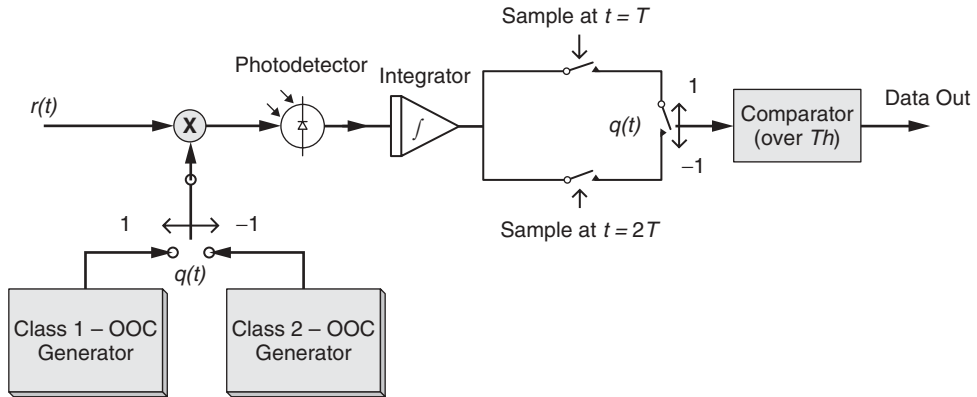 Sample at t = T
Photodetector
Integrator
r(t)
X
∫
q(t)
1
−1
Comparator
(over Th)
Data Out
Sample at t = 2T
1
−1
q(t)
Class 1 – OOC
Generator
Class 2 – OOC
Generator